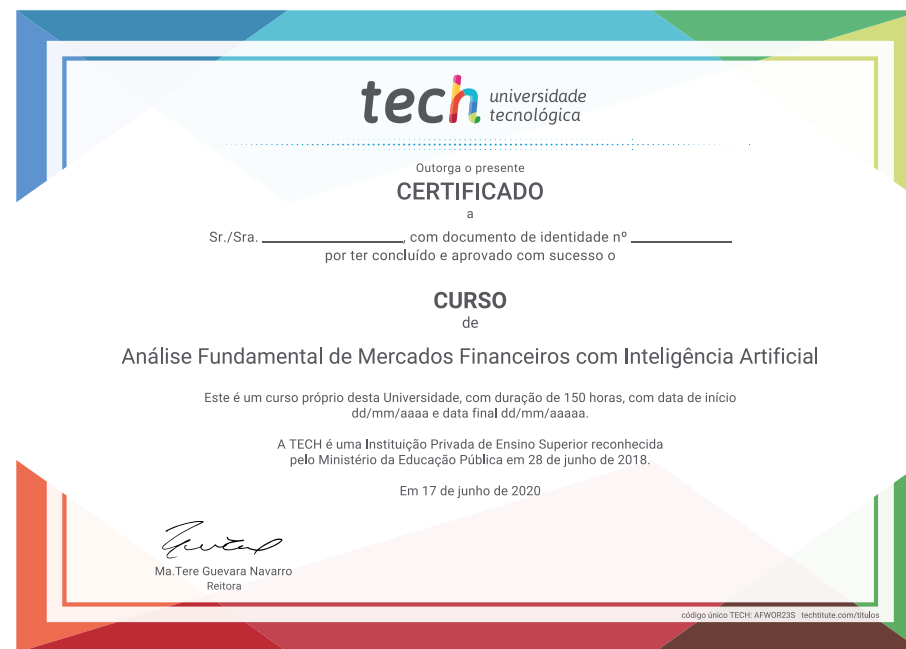 tech universidade
tecnológica
Outorga o presente
CERTIFICADO
a
Sr./Sra. ____________, com documento de identidade nº ____________
por ter concluído e aprovado com sucesso o
CURSO
de
Análise Fundamental de Mercados Financeiros com Inteligência Artificial
Este é um curso próprio desta Universidade, com duração de 150 horas, com data de início
dd/mm/aaaa e data final dd/mm/aaaaa.
A TECH é uma Instituição Privada de Ensino Superior reconhecida
pelo Ministério da Educação Pública em 28 de junho de 2018.
Em 17 de junho de 2020
Ma.Tere Guevara Navarro
Reitora
código único TECH: AFWOR23S techtitute.com/titulos